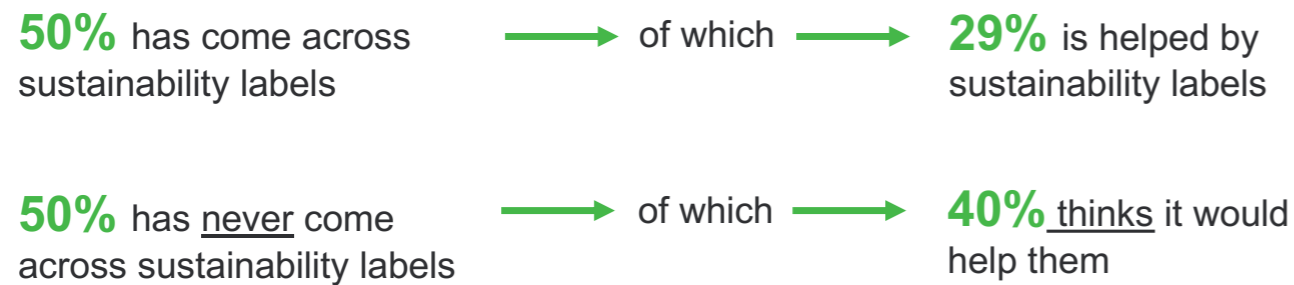 50% has come across
sustainability labels
of which
29% is helped by
sustainability labels
50% has never come
across sustainability labels
of which
40% thinks it would
help them